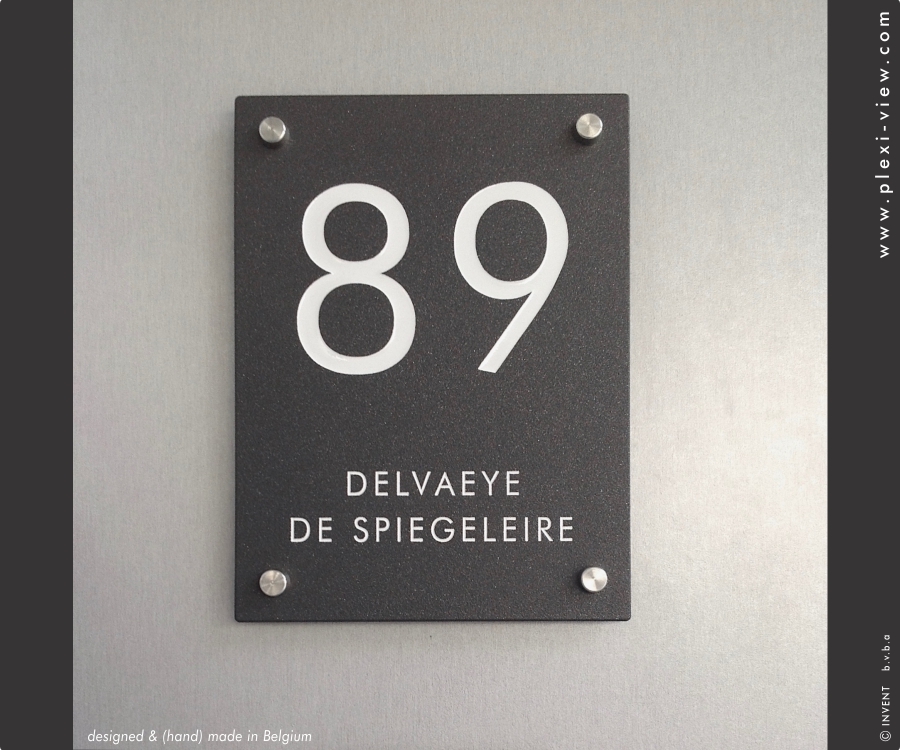 89
DELVAEYE
DE SPIEGELEIRE
designed & (hand) made in Belgium
www.plexi-view.com
© INVENT b.v.b.a